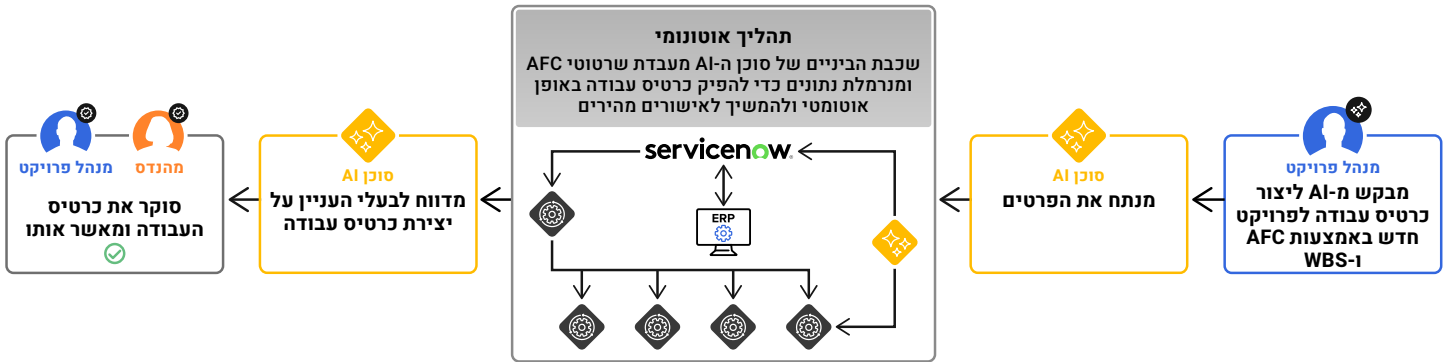 מנהל פרויקט
מבקש מ-AI ליצור
כרטיס עבודה לפרויקט
חדש באמצעות AFC
ו-WBS
סוכן AI
מנתח את הפרטים
תהליך אוטונומי
שכבת הביניים של סוכן ה-AI מעבדת שרטוטי AFC
ומנרמלת נתונים כדי להפיק כרטיס עבודה באופן
אוטומטי ולהמשיך לאישורים מהירים
servicenow
ERP
סוכן AI
מדווח לבעלי העניין על
יצירת כרטיס עבודה
מהנדס
מנהל פרויקט
סוקר את כרטיס
העבודה ומאשר אותו